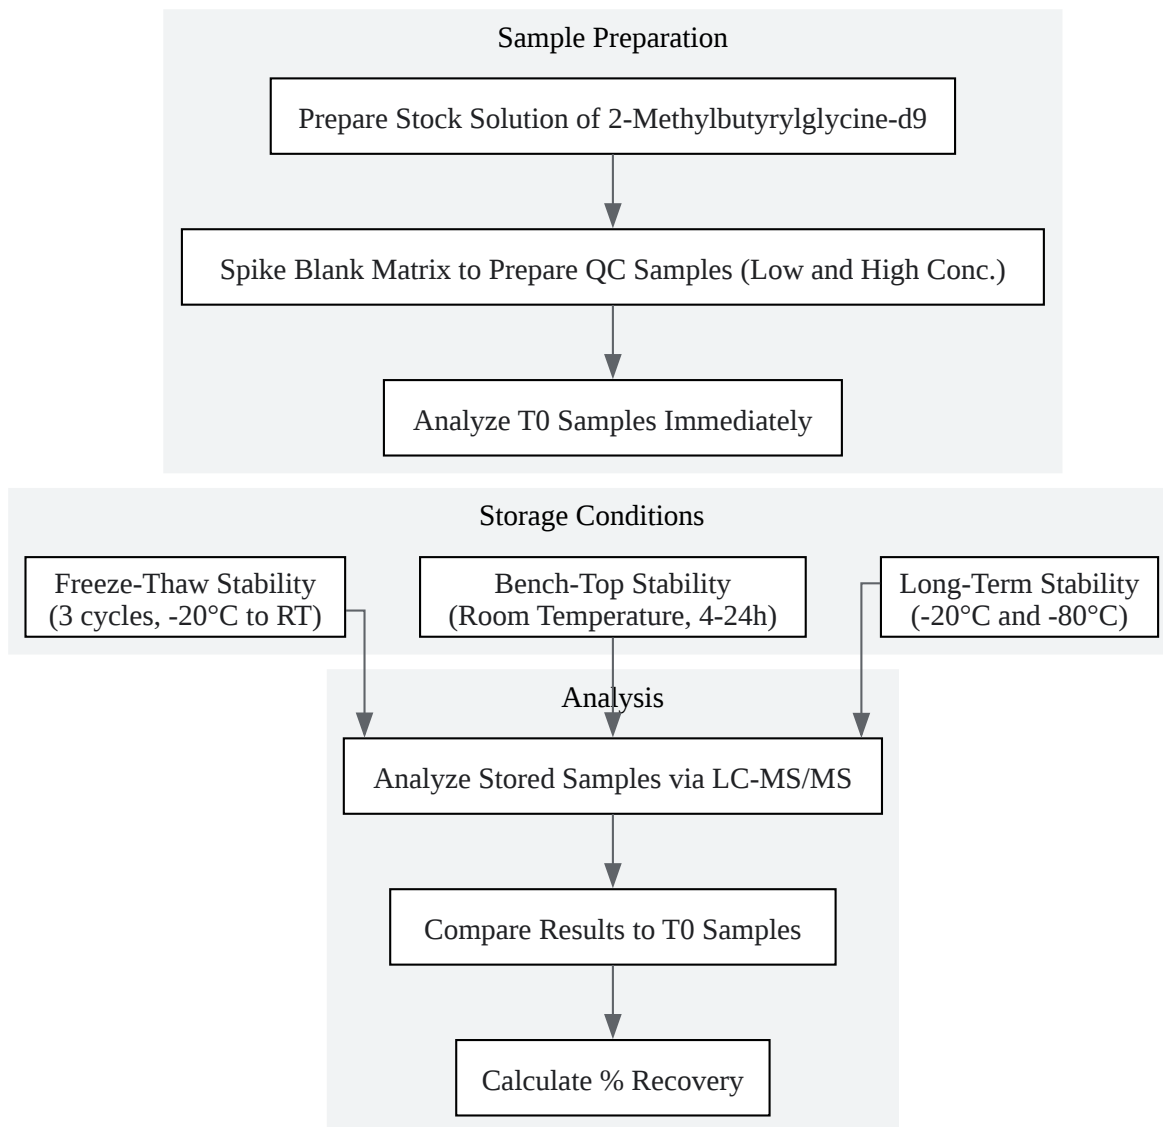 Sample Preparation
Prepare Stock Solution of 2-Methylbutyrylglycine-d9
Spike Blank Matrix to Prepare QC Samples (Low and High Conc.)
Analyze T0 Samples Immediately
Storage Conditions
Freeze-Thaw Stability
(3 cycles, -20°C to RT)
Bench-Top Stability
(Room Temperature, 4-24h)
Long-Term Stability
(-20°C and -80°C)
Analysis
Analyze Stored Samples via LC-MS/MS
Compare Results to T0 Samples
Calculate % Recovery